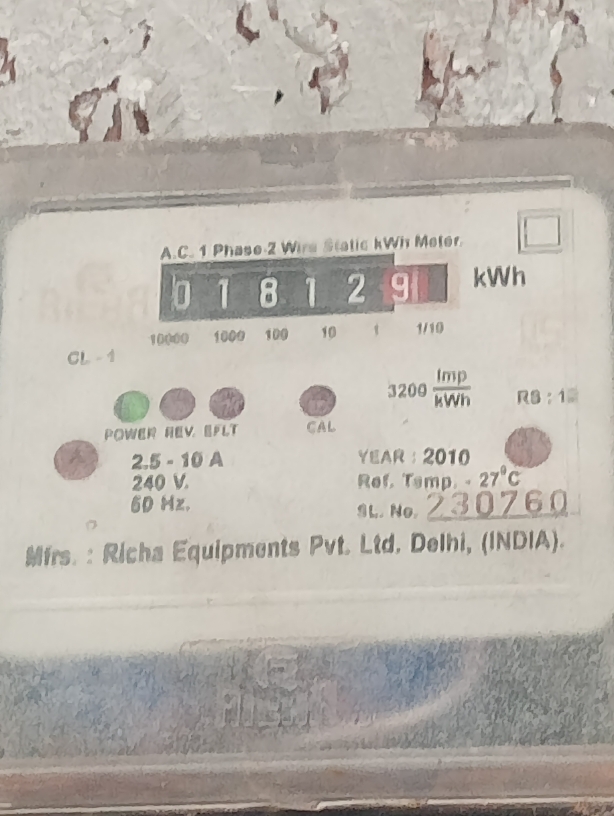 A.C. 1 Phase-2 Wire Static kWh Meter.
0 1 8 1 2 9 kWh
10000 1000 100 10 1 1/10
CL - 1
3200 Imp/kWh
POWER REV. EFLT CAL
2.5 - 10 A
240 V.
50 Hz.
YEAR : 2010
Ref. Temp. - 27°C
SL. No. 230760
Mfrs. : Richa Equipments Pvt. Ltd. Delhi, (INDIA).